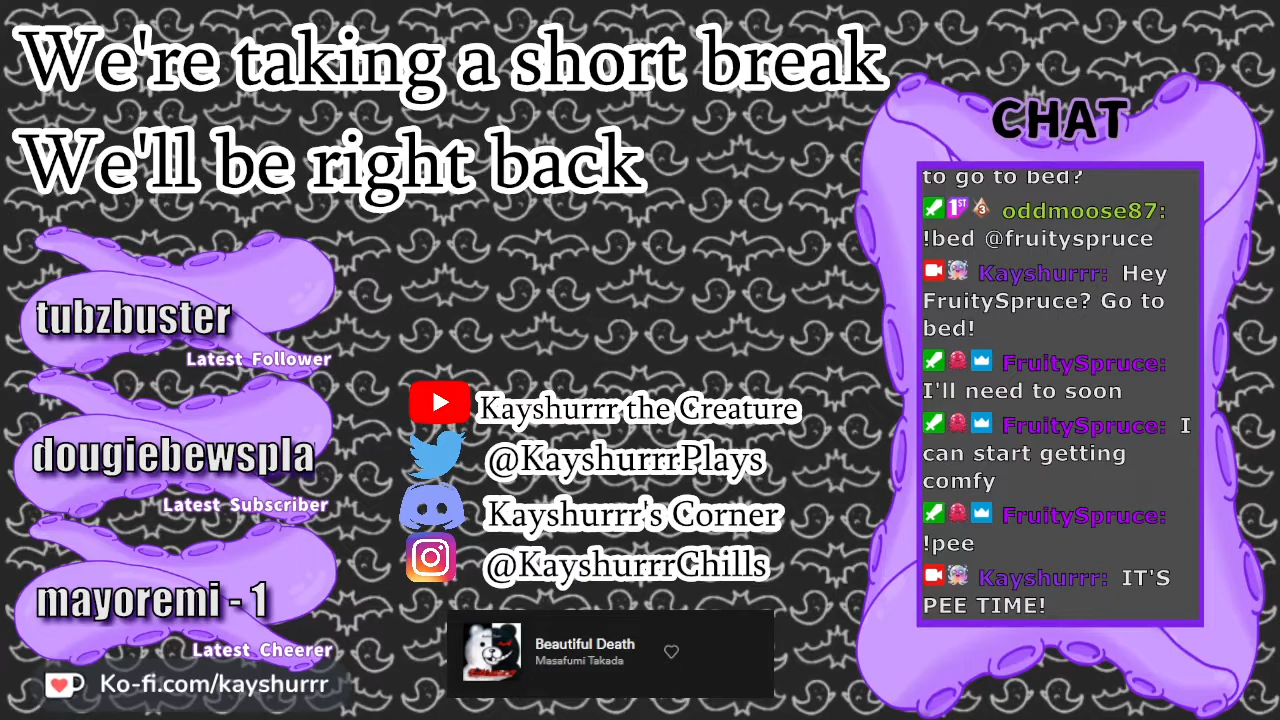 We're taking a short break
We'll be right back
tubzbuster
Latest Follower
dougiebewspla
Latest Subscriber
mayoremi - 1
Latest Cheerer
Ko-fi.com/kayshurrr
Kayshurrr the Creature
@KayshurrrPlays
Kayshurrr's Corner
@KayshurrrChills
Beautiful Death
Masafumi Takada
CHAT
to go to bed?
1ST 3 oddmoose87:
!bed @fruityspruce
Kayshurrr: Hey
FruitySpruce? Go to
bed!
FruitySpruce:
I'll need to soon
FruitySpruce: I
can start getting
comfy
FruitySpruce:
!pee
Kayshurrr: IT'S
PEE TIME!